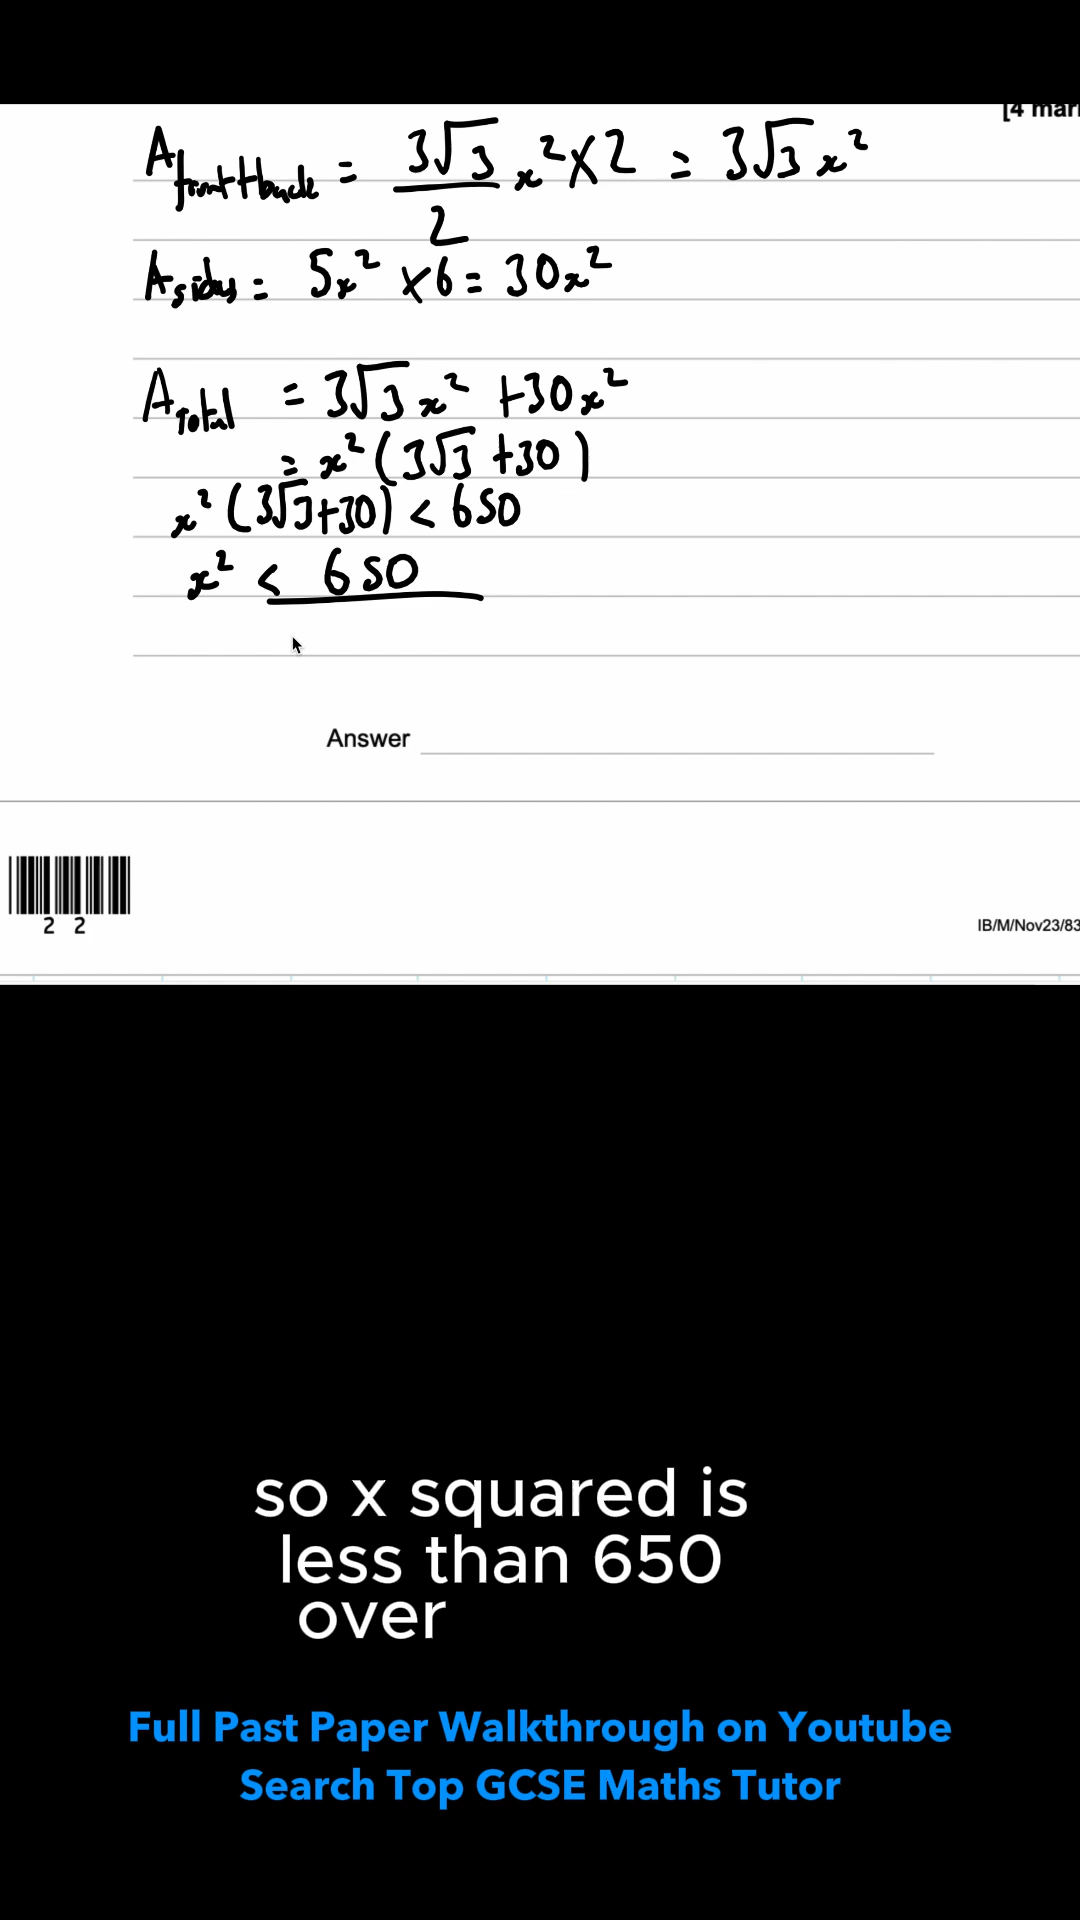 [4 mar
A front+back = 3√3/2 x² × 2 = 3√3 x²
A sides = 5x² × 6 = 30x²
A Total = 3√3 x² + 30x²
= x² (3√3 + 30)
x² (3√3 + 30) < 650
x² < 650
Answer
2 2
IB/M/Nov23/83
so x squared is
less than 650
over
Full Past Paper Walkthrough on Youtube
Search Top GCSE Maths Tutor